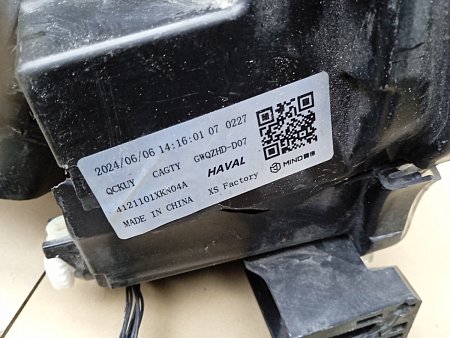 2024/06/06 14:16:01 07 0227
QCKUY CAGTY GWQZHD-D07
4121101XKN04A HAVAL
MADE IN CHINA XS Factory MIND